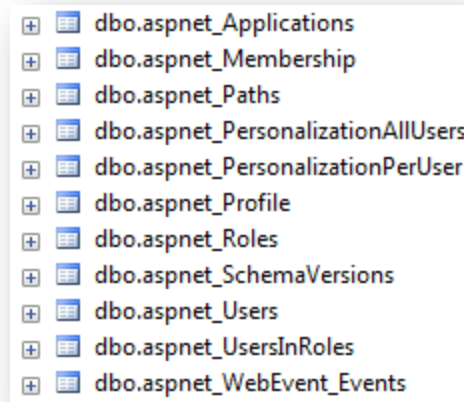 dbo.aspnet_Applications
dbo.aspnet_Membership
dbo.aspnet_Paths
dbo.aspnet_PersonalizationAllUsers
dbo.aspnet_PersonalizationPerUser
dbo.aspnet_Profile
dbo.aspnet_Roles
dbo.aspnet_SchemaVersions
dbo.aspnet_Users
dbo.aspnet_UsersInRoles
dbo.aspnet_WebEvent_Events